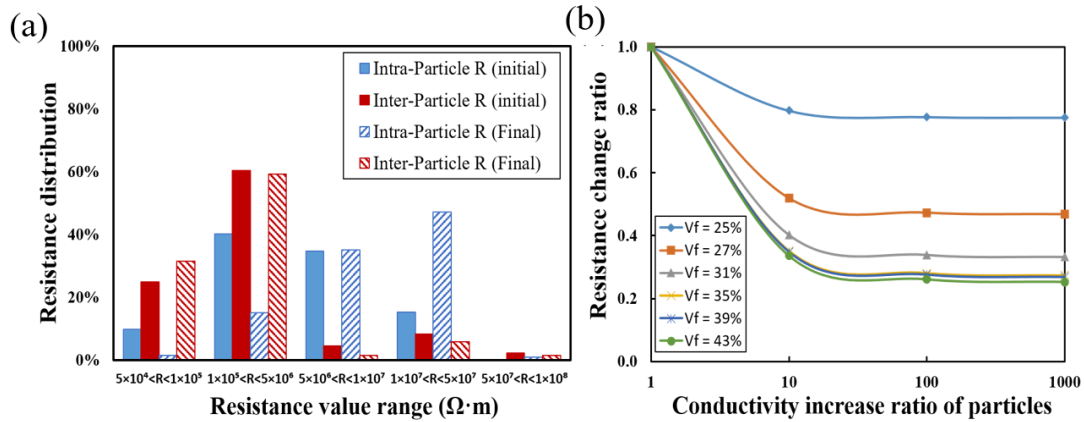 (a)
100%
80%
60%
40%
20%
0%
Resistance distribution
Intra-Particle R (initial)
Inter-Particle R (initial)
Intra-Particle R (Final)
Inter-Particle R (Final)
5×10⁴<R<1×10⁵ 1×10⁵<R<5×10⁶ 5×10⁶<R<1×10⁷ 1×10⁷<R<5×10⁷ 5×10⁷<R<1×10⁸
Resistance value range (Ω·m)
(b)
1.0
0.8
0.6
0.4
0.2
0.0
Resistance change ratio
Vf = 25%
Vf = 27%
Vf = 31%
Vf = 35%
Vf = 39%
Vf = 43%
1 10 100 1000
Conductivity increase ratio of particles